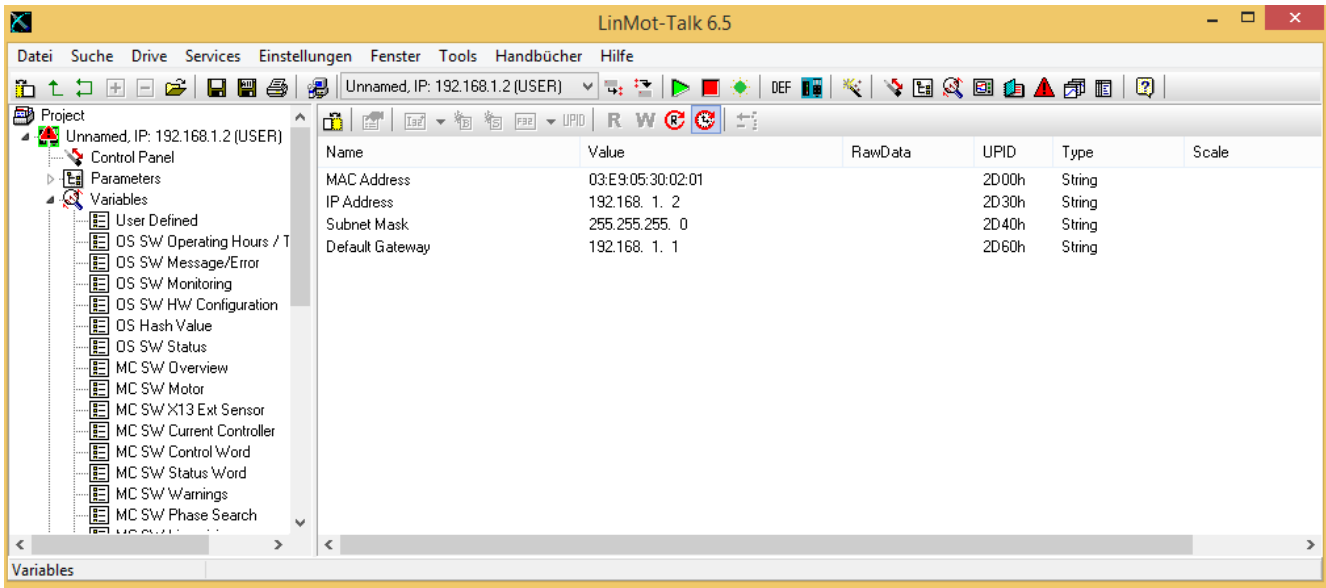 LinMot-Talk 6.5
Datei Suche Drive Services Einstellungen Fenster Tools Handbücher Hilfe
Unnamed, IP: 192.168.1.2 (USER) DEF
Project
Unnamed, IP: 192.168.1.2 (USER)
Control Panel
Parameters
Variables
User Defined
OS SW Operating Hours / T
OS SW Message/Error
OS SW Monitoring
OS SW HW Configuration
OS Hash Value
OS SW Status
MC SW Overview
MC SW Motor
MC SW X13 Ext Sensor
MC SW Current Controller
MC SW Control Word
MC SW Status Word
MC SW Warnings
MC SW Phase Search
UPID R W
Name Value RawData UPID Type Scale
MAC Address 03:E9:05:30:02:01 2D00h String
IP Address 192.168. 1. 2 2D30h String
Subnet Mask 255.255.255. 0 2D40h String
Default Gateway 192.168. 1. 1 2D60h String
Variables